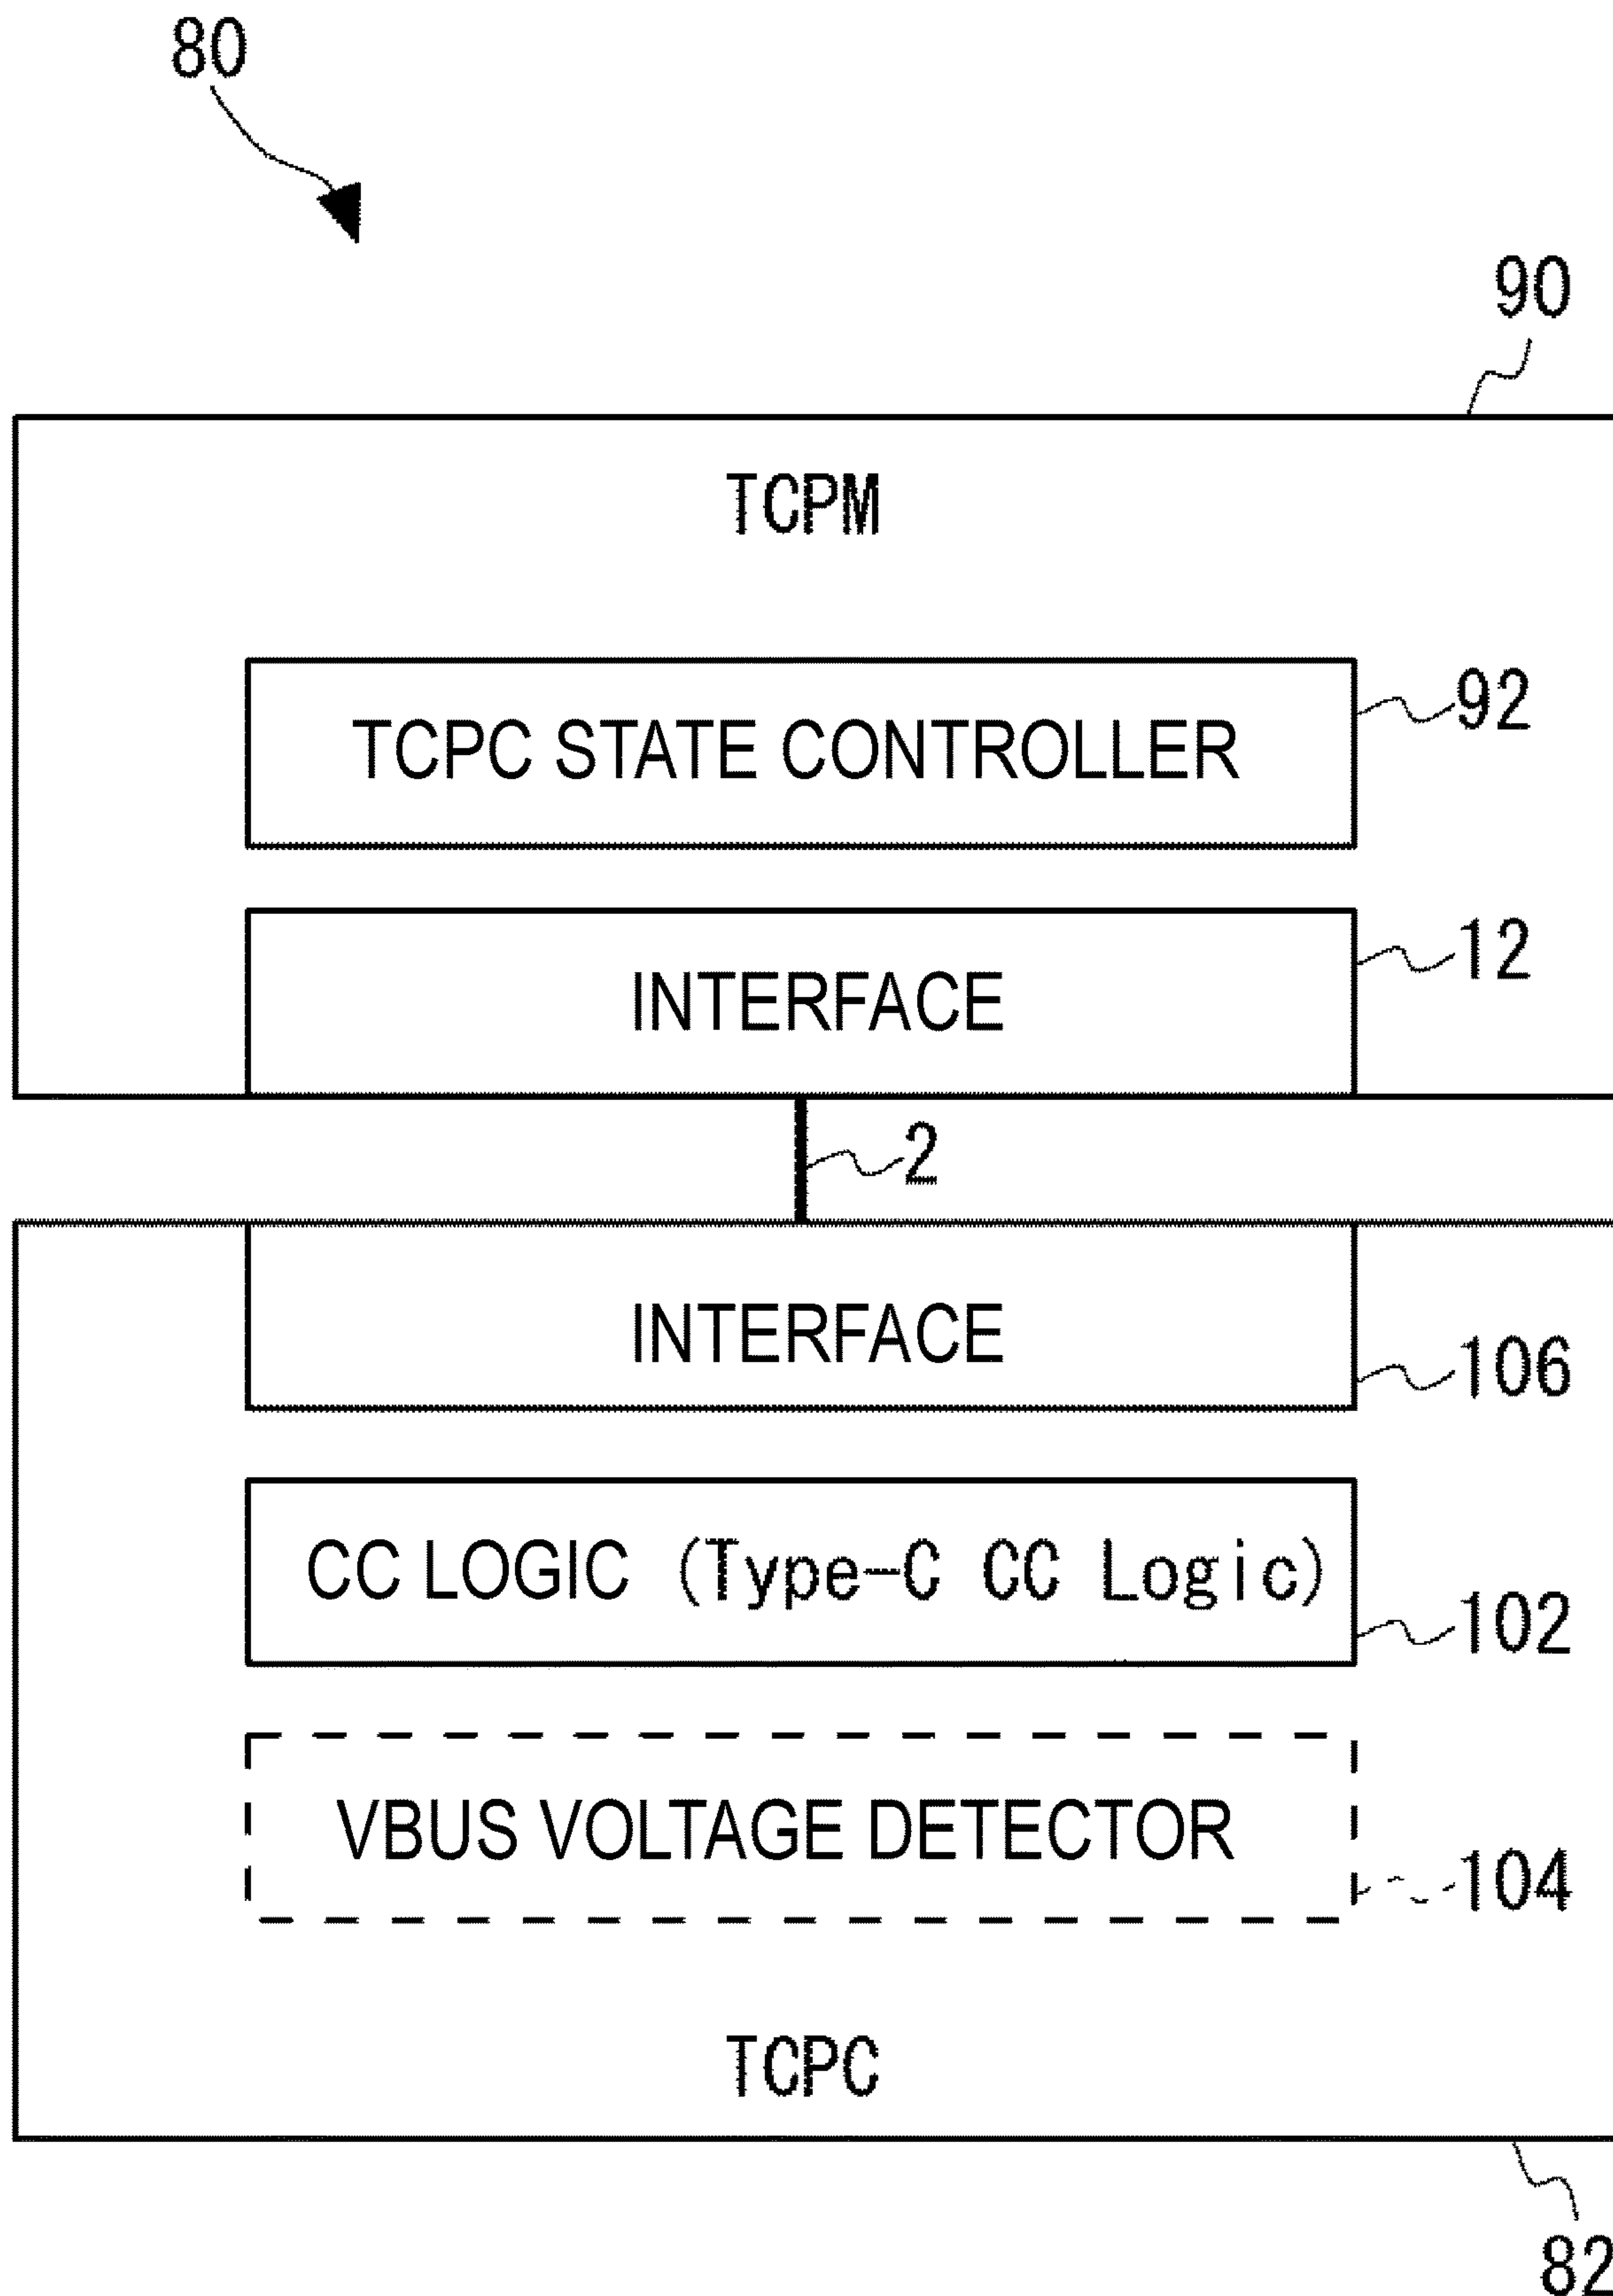 80
90
TCPM
TCPC STATE CONTROLLER
92
INTERFACE
12
2
INTERFACE
106
CC LOGIC (Type-C CC Logic)
102
VBUS VOLTAGE DETECTOR
104
TCPC
82